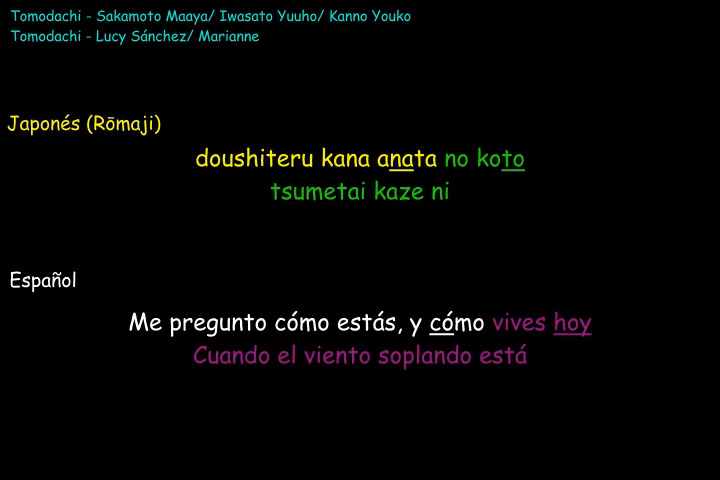 Tomodachi - Sakamoto Maaya/ Iwasato Yuuho/ Kanno Youko
Tomodachi - Lucy Sánchez/ Marianne
Japonés (Rōmaji)
doushiteru kana anata no koto
tsumetai kaze ni
Español
Me pregunto cómo estás, y cómo vives hoy
Cuando el viento soplando está